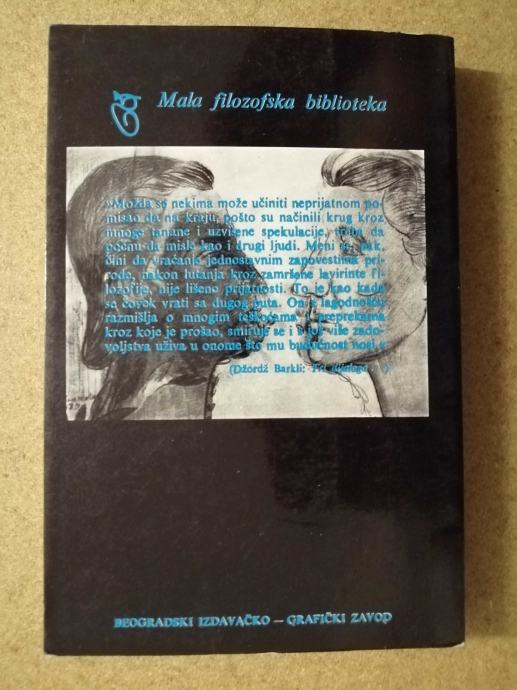 Mala filozofska biblioteka
»Možda se nekima može učiniti neprijatnom po-
misao da na kraju, pošto su načinili krug kroz
mnoge tanane i uzvišene spekulacije, treba da
počnu da misle kao i drugi ljudi. Meni se, pak,
čini da vraćanje jednostavnim zapovestima pri-
rode, nakon lutanja kroz zamršene lavirinte fi-
lozofije, nije lišeno prijatnosti. To je kao kada
se čovek vrati sa dugog puta. On s lagodnošću
razmišlja o mnogim teškoćama i preprekama
kroz koje je prošao, smiruje se i s još više zado-
voljstva uživa u onome što mu budućnost nosi.«
(Džordž Barkli: Tri dijaloga )
BEOGRADSKI IZDAVAČKO — GRAFIČKI ZAVOD